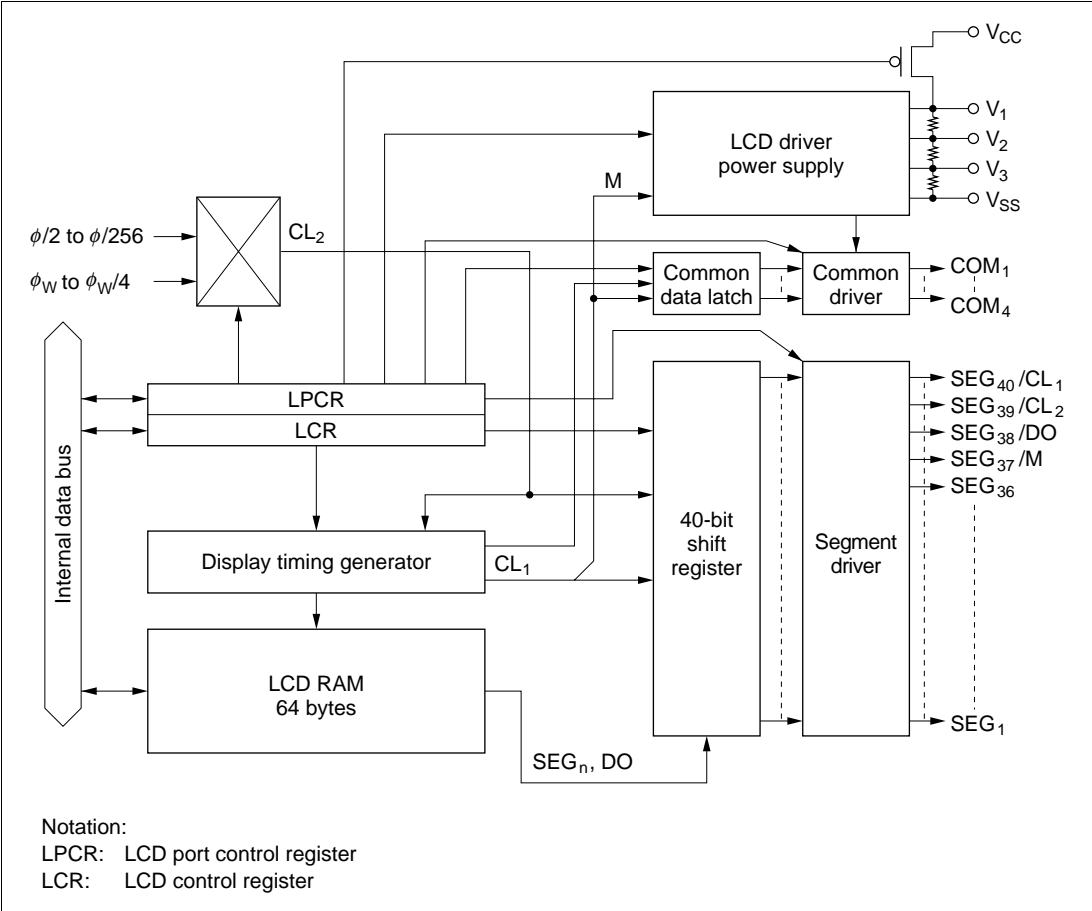 V_CC
V_1
LCD driver
power supply
V_2
V_3
M
V_SS
ϕ/2 to ϕ/256
CL_2
ϕ_W to ϕ_W/4
Common
data latch
Common
driver
COM_1
COM_4
LPCR
LCR
SEG_40/CL_1
SEG_39/CL_2
SEG_38/DO
SEG_37/M
SEG_36
Internal data bus
Display timing generator
CL_1
40-bit
shift
register
Segment
driver
LCD RAM
64 bytes
SEG_1
SEG_n, DO
Notation:
LPCR: LCD port control register
LCR: LCD control register